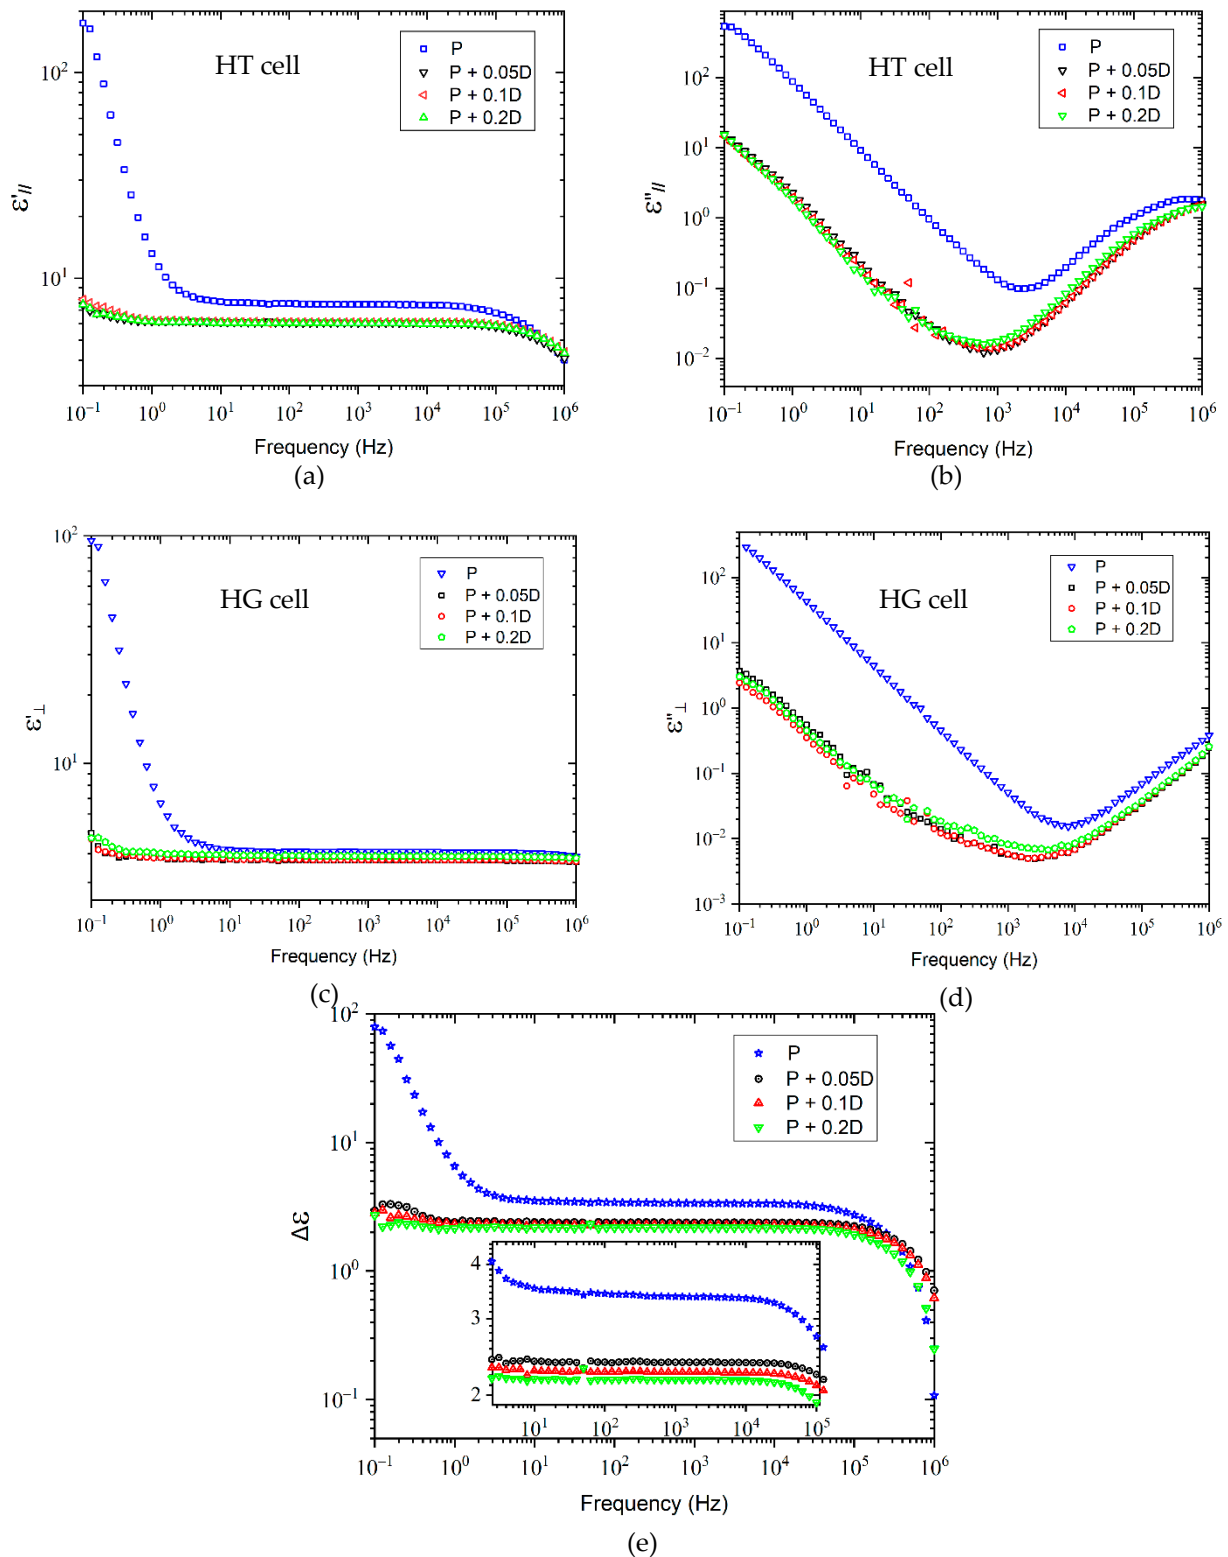 10²
10¹
ε'//
HT cell
P
P + 0.05D
P + 0.1D
P + 0.2D
10⁻¹ 10⁰ 10¹ 10² 10³ 10⁴ 10⁵ 10⁶
Frequency (Hz)
(a)
10²
10¹
10⁰
10⁻¹
10⁻²
ε"//
HT cell
P
P + 0.05D
P + 0.1D
P + 0.2D
10⁻¹ 10⁰ 10¹ 10² 10³ 10⁴ 10⁵ 10⁶
Frequency (Hz)
(b)
10²
10¹
ε'⊥
HG cell
P
P + 0.05D
P + 0.1D
P + 0.2D
10⁻¹ 10⁰ 10¹ 10² 10³ 10⁴ 10⁵ 10⁶
Frequency (Hz)
(c)
10²
10¹
10⁰
10⁻¹
10⁻²
10⁻³
ε"⊥
HG cell
P
P + 0.05D
P + 0.1D
P + 0.2D
10⁻¹ 10⁰ 10¹ 10² 10³ 10⁴ 10⁵ 10⁶
Frequency (Hz)
(d)
10²
10¹
10⁰
10⁻¹
Δε
P
P + 0.05D
P + 0.1D
P + 0.2D
4
3
2
10¹ 10² 10³ 10⁴ 10⁵
10⁻¹ 10⁰ 10¹ 10² 10³ 10⁴ 10⁵ 10⁶
Frequency (Hz)
(e)